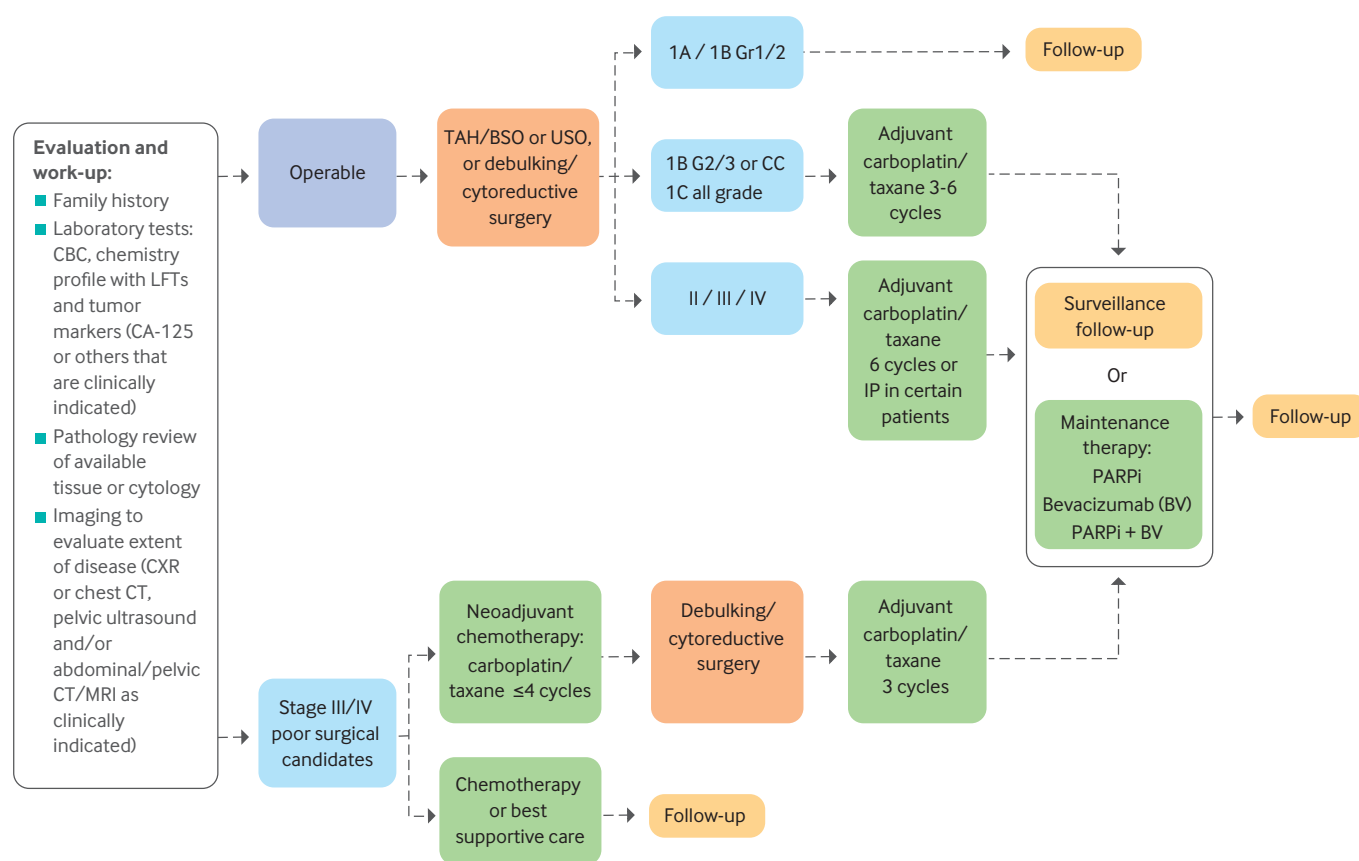 Evaluation and
work-up:
Family history
Laboratory tests:
CBC, chemistry
profile with LFTs
and tumor
markers (CA-125
or others that
are clinically
indicated)
Pathology review
of available
tissue or cytology
Imaging to
evaluate extent
of disease (CXR
or chest CT,
pelvic ultrasound
and/or
abdominal/pelvic
CT/MRI as
clinically
indicated)
Operable
TAH/BSO or USO,
or debulking/
cytoreductive
surgery
1A / 1B Gr1/2
Follow-up
1B G2/3 or CC
1C all grade
Adjuvant
carboplatin/
taxane 3-6
cycles
II / III / IV
Adjuvant
carboplatin/
taxane
6 cycles or
IP in certain
patients
Surveillance
follow-up
Or
Maintenance
therapy:
PARPi
Bevacizumab (BV)
PARPi + BV
Follow-up
Stage III/IV
poor surgical
candidates
Neoadjuvant
chemotherapy:
carboplatin/
taxane ≤4 cycles
Debulking/
cytoreductive
surgery
Adjuvant
carboplatin/
taxane
3 cycles
Chemotherapy
or best
supportive care
Follow-up